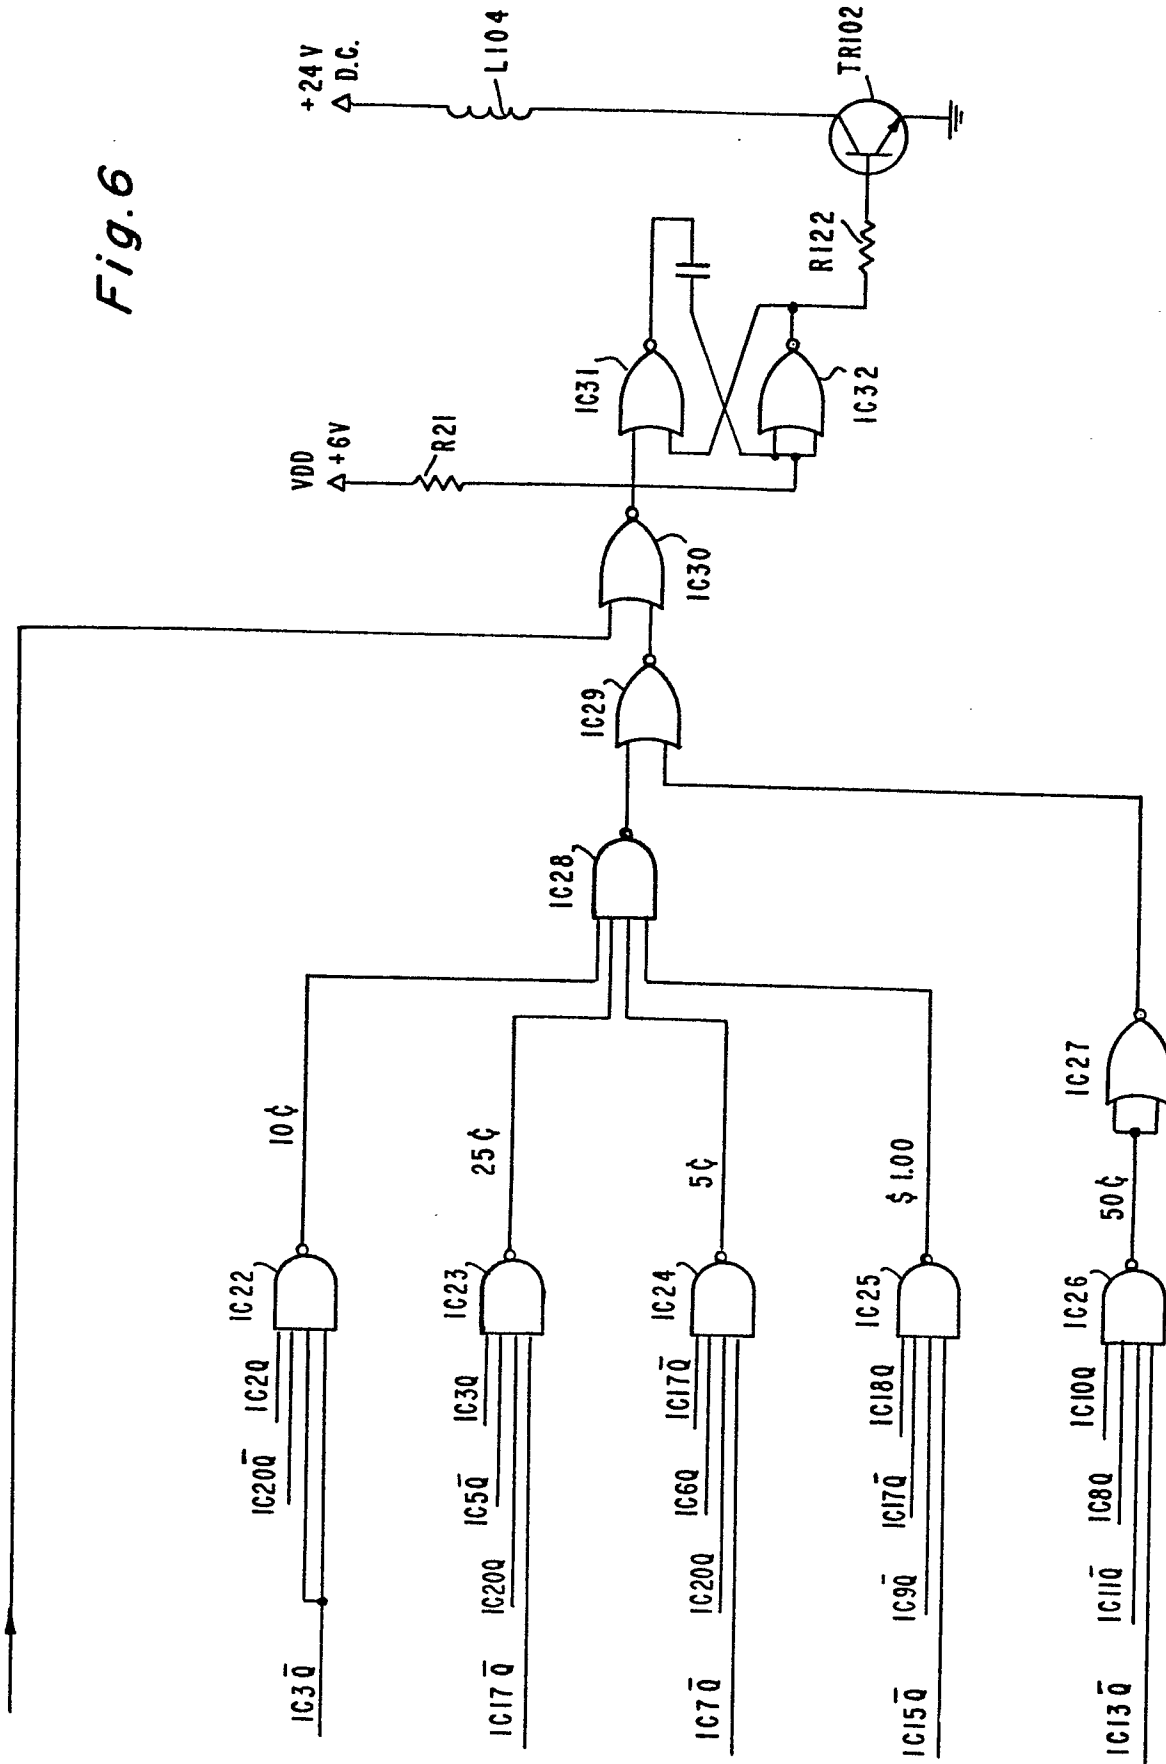 Fig. 6
+24V
D.C.
L104
TR102
R122
VDD
+6V
R21
IC31
IC32
IC30
IC29
IC28
10¢
25¢
5¢
$1.00
50¢
IC27
IC22
IC2Q
IC20Q̅
IC3Q̅
IC23
IC3Q
IC5Q̅
IC20Q
IC17Q̅
IC24
IC17Q̅
IC6Q
IC20Q
IC7Q̅
IC25
IC18Q
IC17Q̅
IC9Q̅
IC15Q̅
IC26
IC10Q
IC8Q
IC11Q̅
IC13Q̅